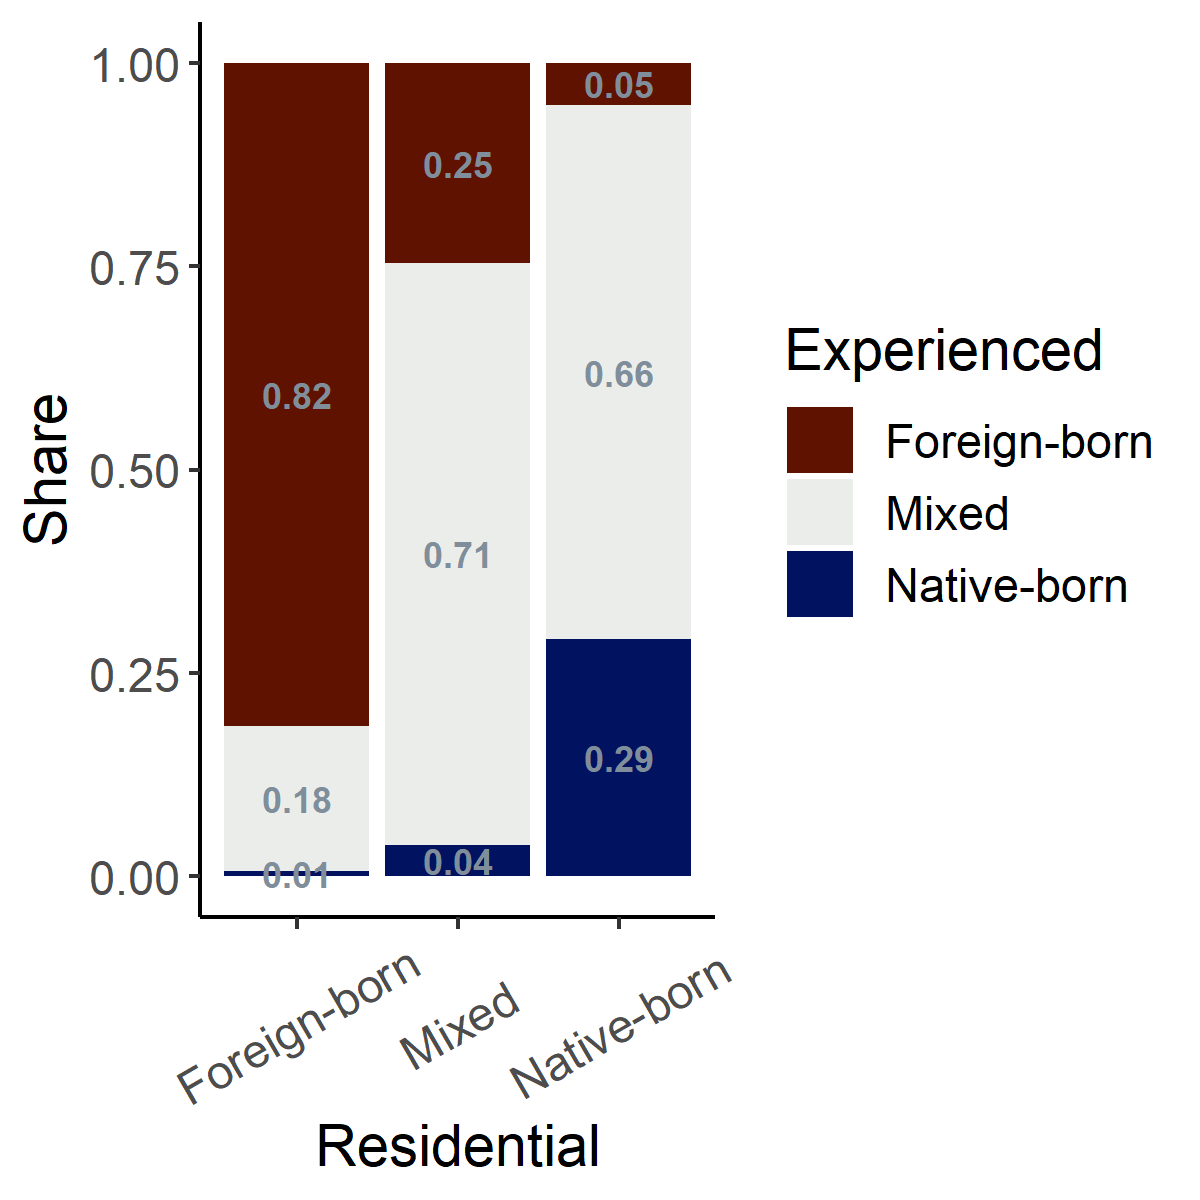 Share
1.00
0.75
0.50
0.25
0.00
0.82
0.18
0.01
0.25
0.71
0.04
0.05
0.66
0.29
Foreign-born
Mixed
Native-born
Residential
Experienced
Foreign-born
Mixed
Native-born